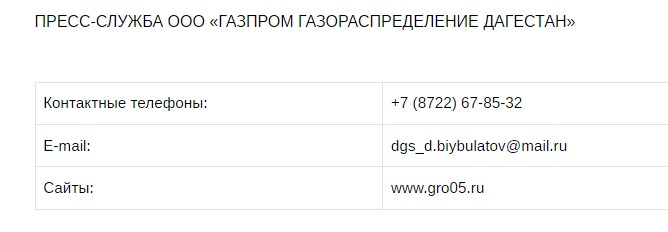 ПРЕСС-СЛУЖБА ООО «ГАЗПРОМ ГАЗОРАСПРЕДЕЛЕНИЕ ДАГЕСТАН»
Контактные телефоны: +7 (8722) 67-85-32
E-mail: dgs_d.biybulatov@mail.ru
Сайты: www.gro05.ru